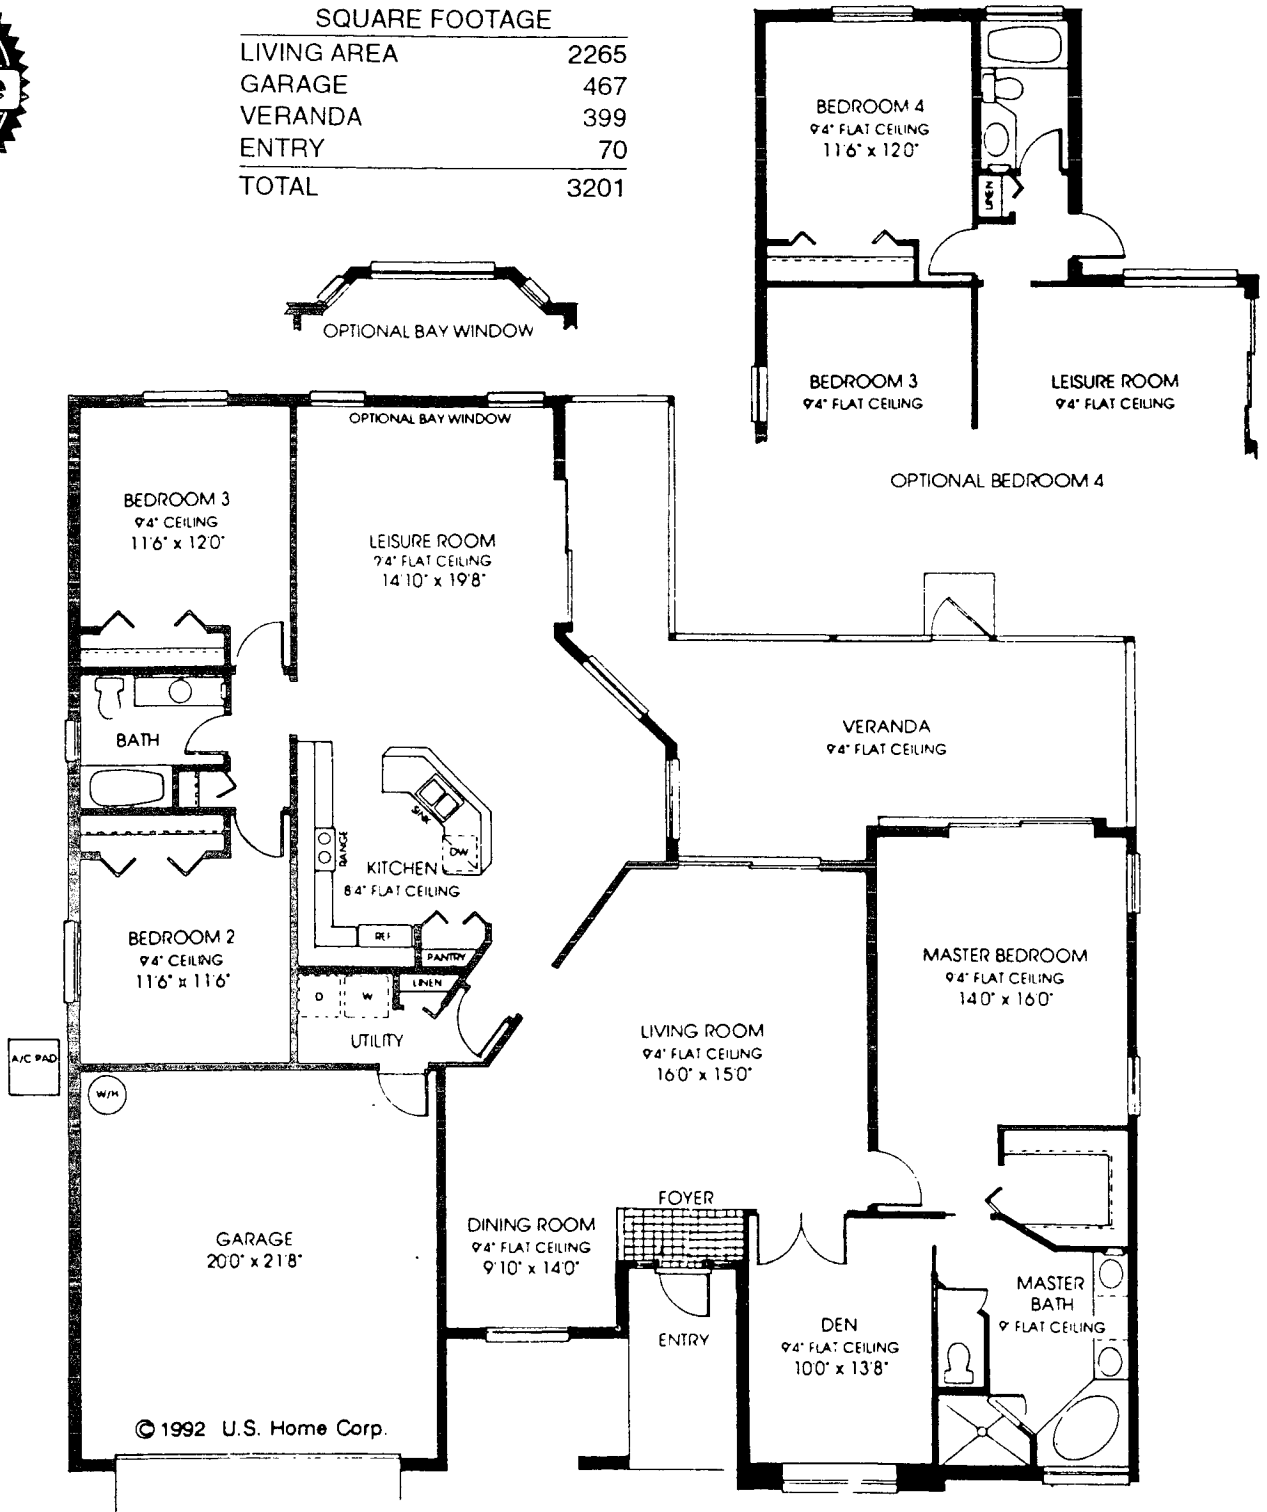 SQUARE FOOTAGE
LIVING AREA 2265
GARAGE 467
VERANDA 399
ENTRY 70
TOTAL 3201
BEDROOM 4
9'4" FLAT CEILING
11'6" x 12'0"
LINEN
BEDROOM 3
9'4" FLAT CEILING
LEISURE ROOM
9'4" FLAT CEILING
OPTIONAL BEDROOM 4
OPTIONAL BAY WINDOW
OPTIONAL BAY WINDOW
BEDROOM 3
9'4" CEILING
11'6" x 12'0"
LEISURE ROOM
9'4" FLAT CEILING
14'10" x 19'8"
BATH
VERANDA
9'4" FLAT CEILING
SINK
DW
RANGE
KITCHEN
8'4" FLAT CEILING
REF
PANTRY
LINEN
D
W
UTILITY
BEDROOM 2
9'4" CEILING
11'6" x 11'6"
A/C PAD
W/H
MASTER BEDROOM
9'4" FLAT CEILING
14'0" x 16'0"
LIVING ROOM
9'4" FLAT CEILING
16'0" x 15'0"
FOYER
DINING ROOM
9'4" FLAT CEILING
9'10" x 14'0"
GARAGE
20'0" x 21'8"
ENTRY
DEN
9'4" FLAT CEILING
10'0" x 13'8"
MASTER
BATH
9' FLAT CEILING
© 1992 U.S. Home Corp.